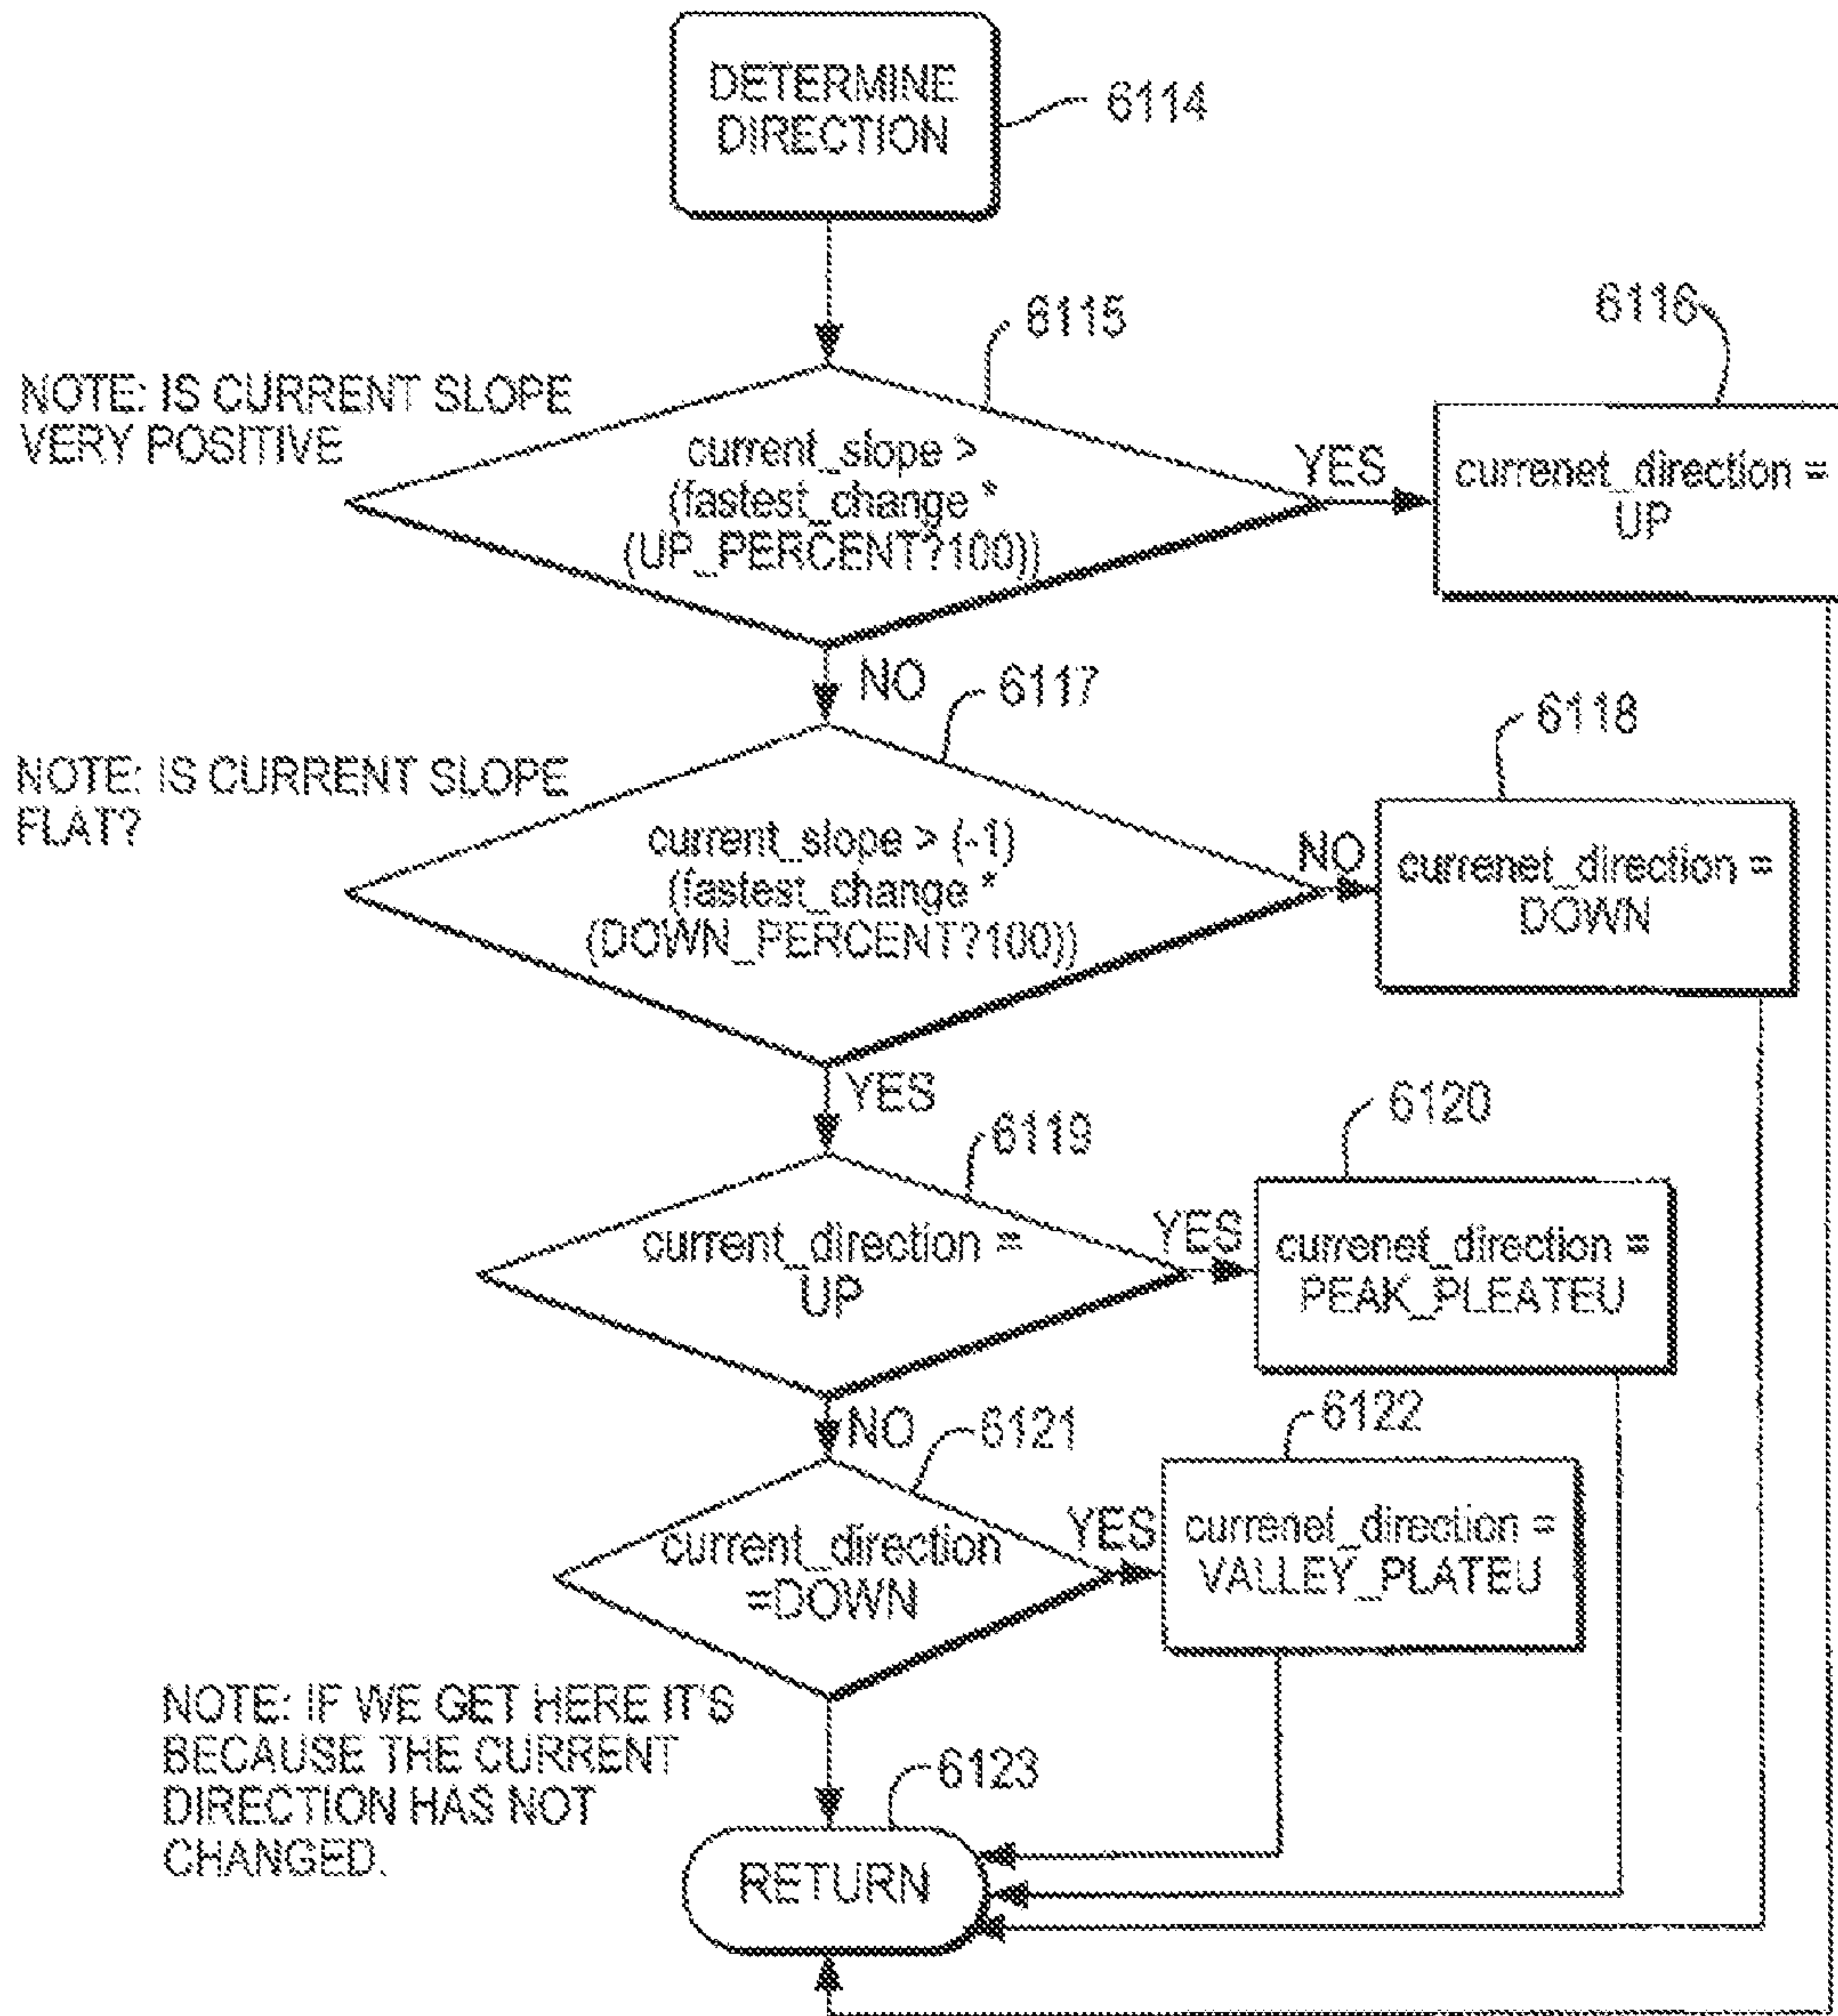 DETERMINE
DIRECTION
6114
6115
6116
NOTE: IS CURRENT SLOPE
VERY POSITIVE
current_slope >
(fastest_change *
(UP_PERCENT?100))
YES
currenet_direction =
UP
NO
6117
6118
NOTE: IS CURRENT SLOPE
FLAT?
current_slope > (-1)
(fastest_change *
(DOWN_PERCENT?100))
NO
currenet_direction =
DOWN
YES
6119
6120
current_direction =
UP
YES
currenet_direction =
PEAK_PLEATEU
NO
6121
6122
current_direction
=DOWN
YES
currenet_direction =
VALLEY_PLATEU
NOTE: IF WE GET HERE IT'S
BECAUSE THE CURRENT
DIRECTION HAS NOT
CHANGED.
6123
RETURN